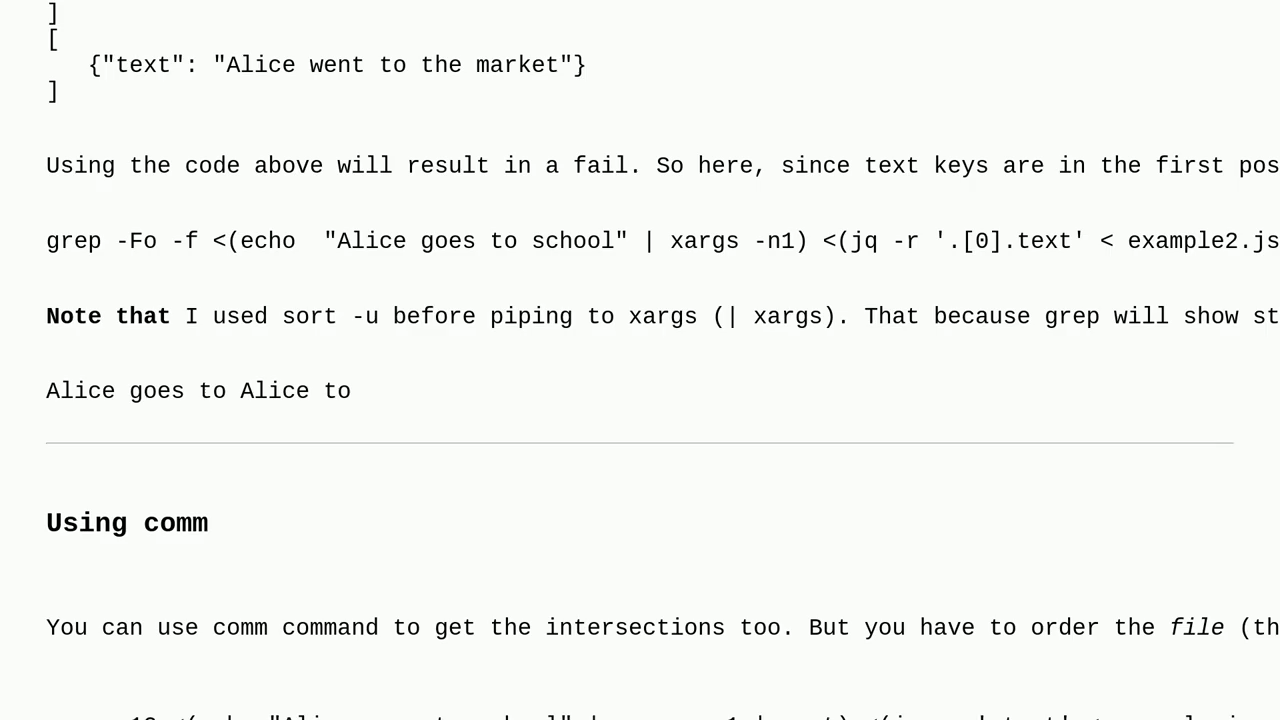 ]
[
   {"text": "Alice went to the market"}
]
Using the code above will result in a fail. So here, since text keys are in the first pos
grep -Fo -f <(echo  "Alice goes to school" | xargs -n1) <(jq -r '.[0].text' < example2.js
Note that I used sort -u before piping to xargs (| xargs). That because grep will show st
Alice goes to Alice to
Using comm
You can use comm command to get the intersections too. But you have to order the file (th